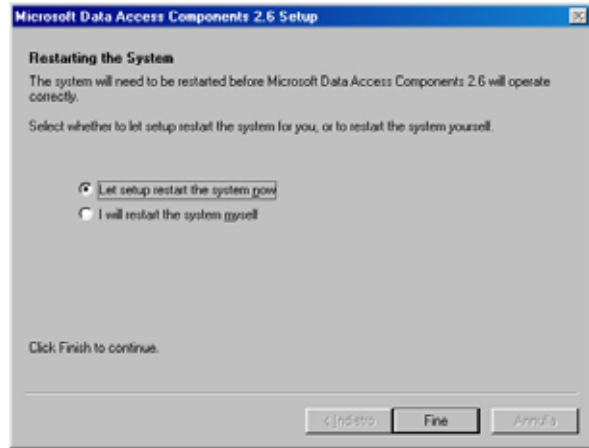 Microsoft Data Access Components 2.6 Setup
Restarting the System
The system will need to be restarted before Microsoft Data Access Components 2.6 will operate
correctly.
Select whether to let setup restart the system for you, or to restart the system yourself.
Let setup restart the system now
I will restart the system myself
Click Finish to continue.
< Indietro
Fine
Annulla